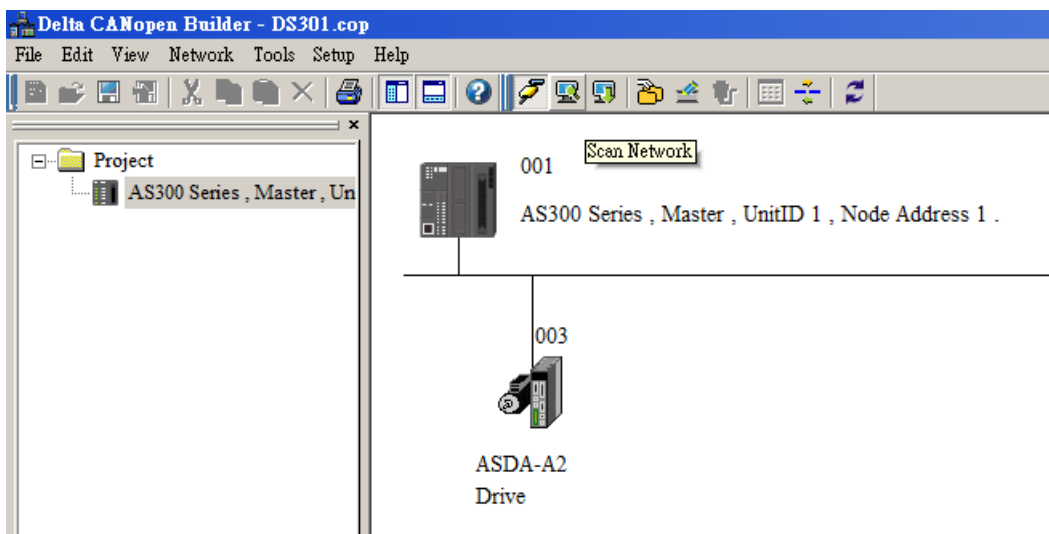 Delta CANopen Builder - DS301.cop
File Edit View Network Tools Setup Help
Project
AS300 Series , Master , Un
Scan Network
001
AS300 Series , Master , UnitID 1 , Node Address 1 .
003
ASDA-A2
Drive